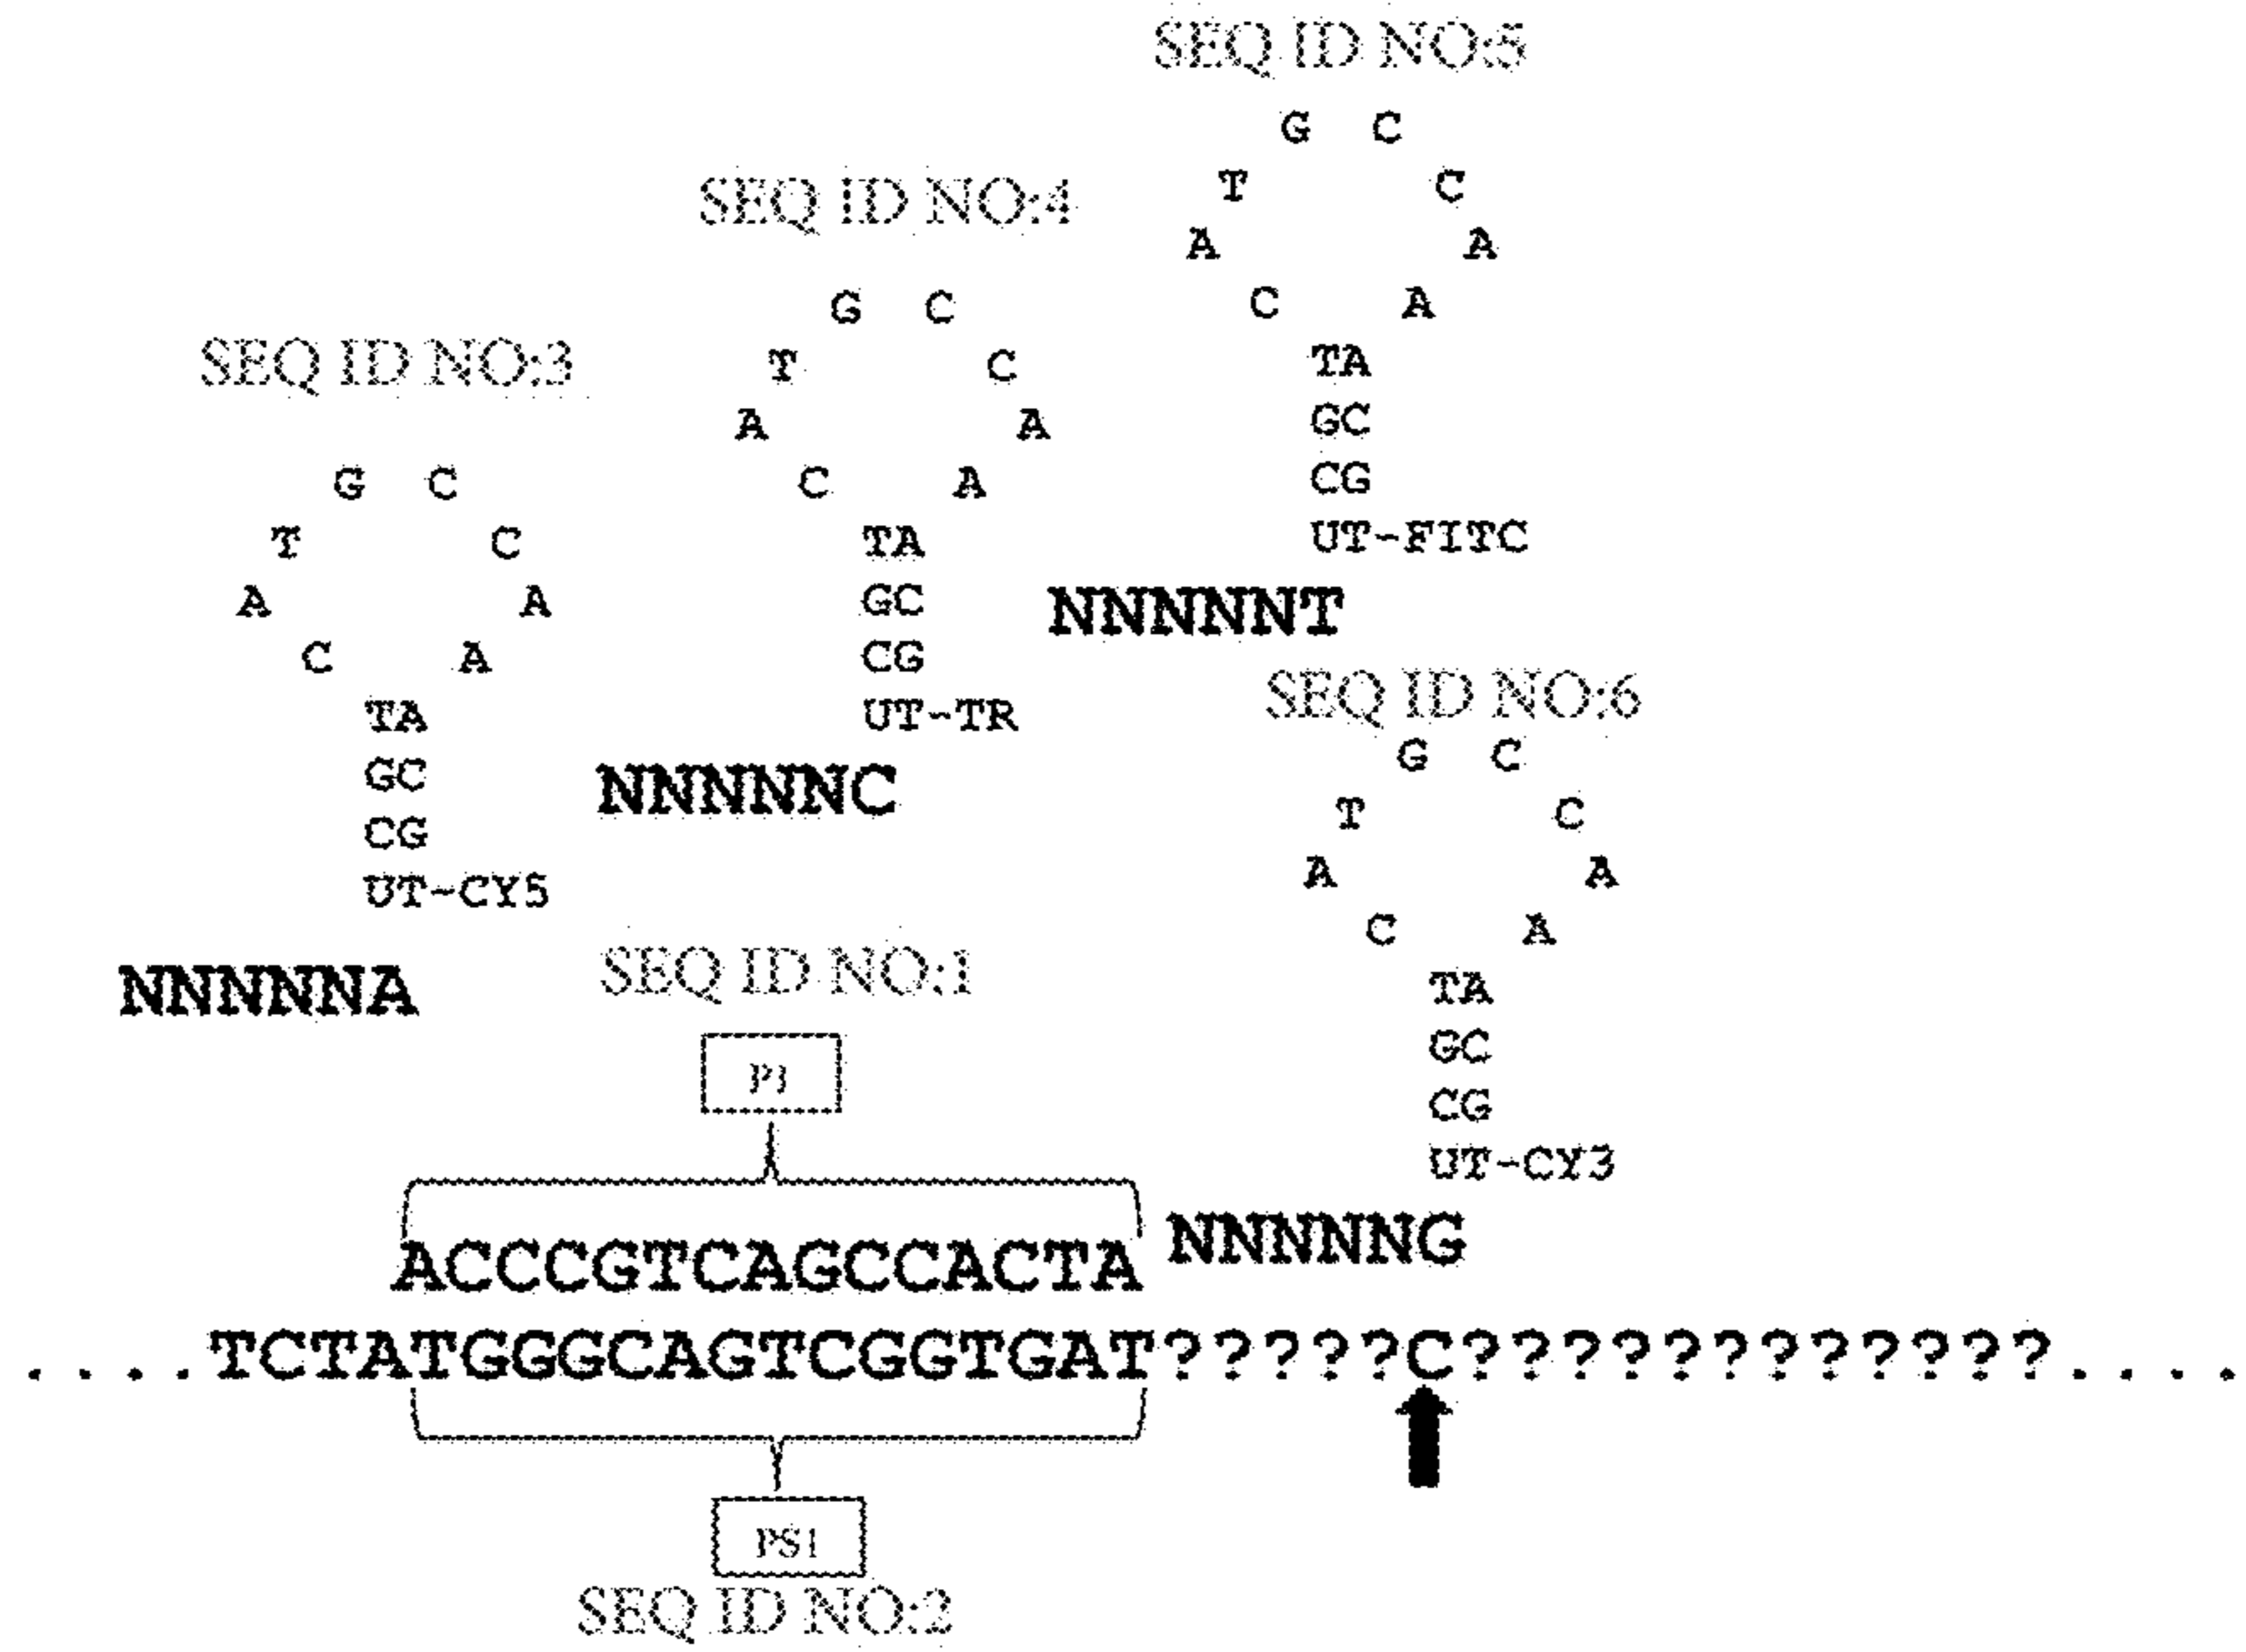 SEQ ID NO:5
G C
T C
A A
C A
TA
GC
CG
UT-FITC
NNNNNT
SEQ ID NO:4
G C
T C
A A
C A
TA
GC
CG
UT-TR
NNNNNC
SEQ ID NO:3
G C
T C
A A
C A
TA
GC
CG
UT-CY5
NNNNNA
SEQ ID NO:6
G C
T C
A A
C A
TA
GC
CG
UT-CY3
NNNNNG
SEQ ID NO:1
P1
ACCCGTCAGCCACTA
....TCTATGGGCAGTCGGTGAT?????C????????????....
PS1
SEQ ID NO:2